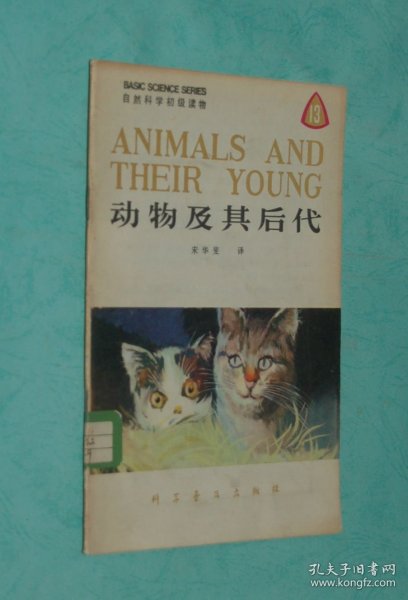 BASIC SCIENCE SERIES
自然科学初级读物
13
ANIMALS AND
THEIR YOUNG
动物及其后代
宋华 译
科学普及出版社
孔夫子旧书网
www.kongfz.com